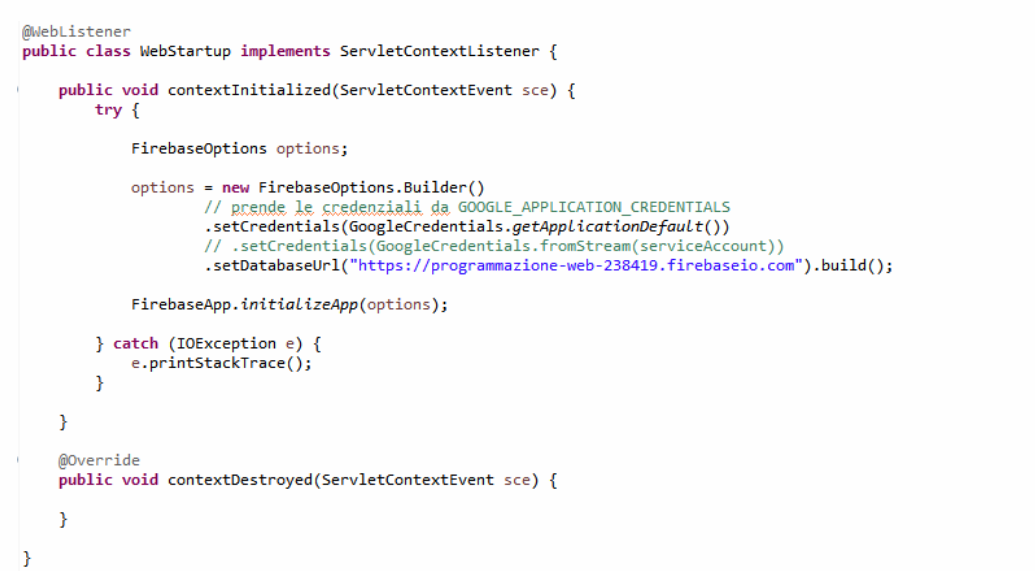 @WebListener
public class WebStartup implements ServletContextListener {
public void contextInitialized(ServletContextEvent sce) {
try {
FirebaseOptions options;
options = new FirebaseOptions.Builder()
// prende le credenziali da GOOGLE_APPLICATION_CREDENTIALS
.setCredentials(GoogleCredentials.getApplicationDefault())
// .setCredentials(GoogleCredentials.fromStream(serviceAccount))
.setDatabaseUrl("https://programmazione-web-238419.firebaseio.com").build();
FirebaseApp.initializeApp(options);
} catch (IOException e) {
e.printStackTrace();
}
}
@Override
public void contextDestroyed(ServletContextEvent sce) {
}
}